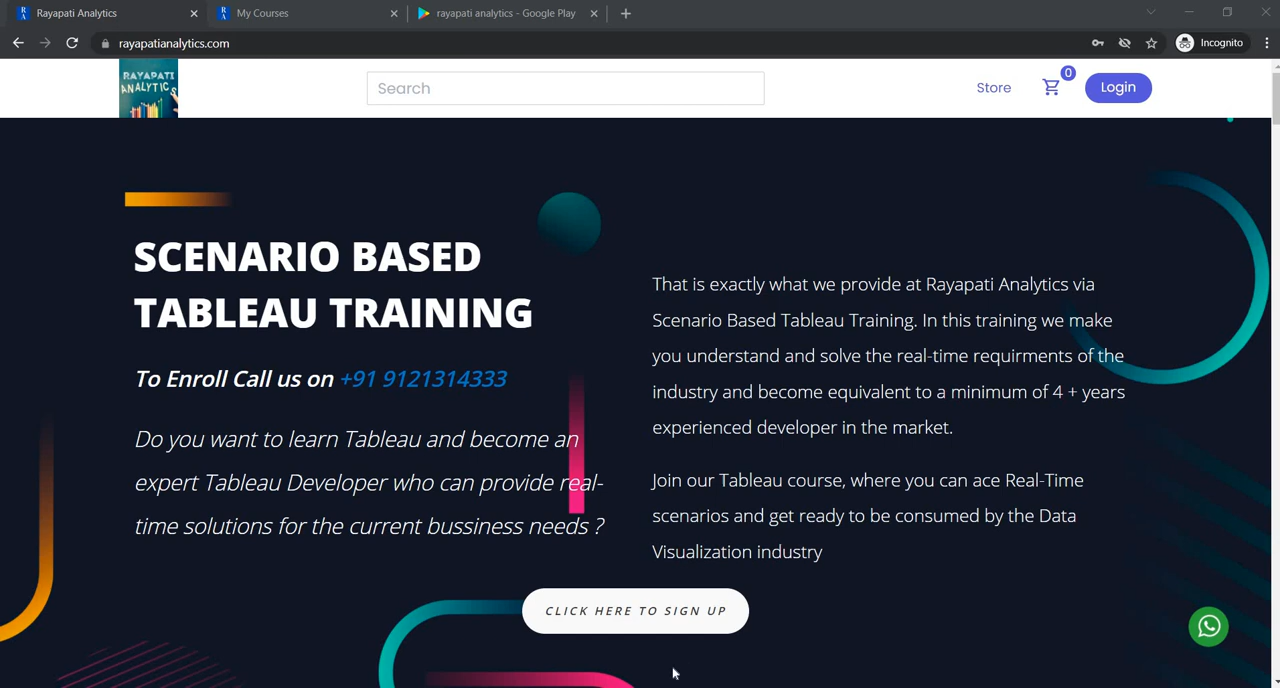 Rayapati Analytics
My Courses
rayapati analytics - Google Play
rayapatianalytics.com
Incognito
RAYAPATI
ANALYTICS
Search
Store
0
Login
SCENARIO BASED
TABLEAU TRAINING
To Enroll Call us on +91 9121314333
Do you want to learn Tableau and become an
expert Tableau Developer who can provide real-
time solutions for the current bussiness needs ?
That is exactly what we provide at Rayapati Analytics via
Scenario Based Tableau Training. In this training we make
you understand and solve the real-time requirments of the
industry and become equivalent to a minimum of 4 + years
experienced developer in the market.
Join our Tableau course, where you can ace Real-Time
scenarios and get ready to be consumed by the Data
Visualization industry
CLICK HERE TO SIGN UP